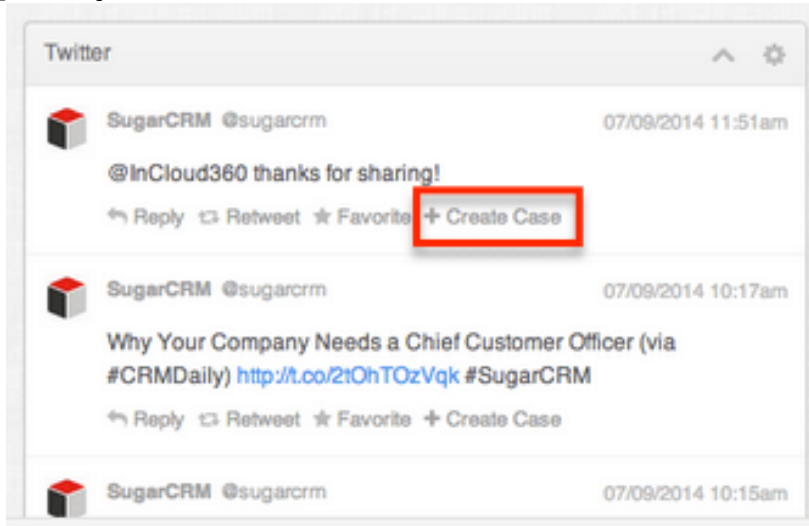 Twitter
SugarCRM @sugarcrm 07/09/2014 11:51am
@InCloud360 thanks for sharing!
Reply Retweet Favorite + Create Case
SugarCRM @sugarcrm 07/09/2014 10:17am
Why Your Company Needs a Chief Customer Officer (via
#CRMDaily) http://t.co/2tOhTOzVqk #SugarCRM
Reply Retweet Favorite + Create Case
SugarCRM @sugarcrm 07/09/2014 10:15am